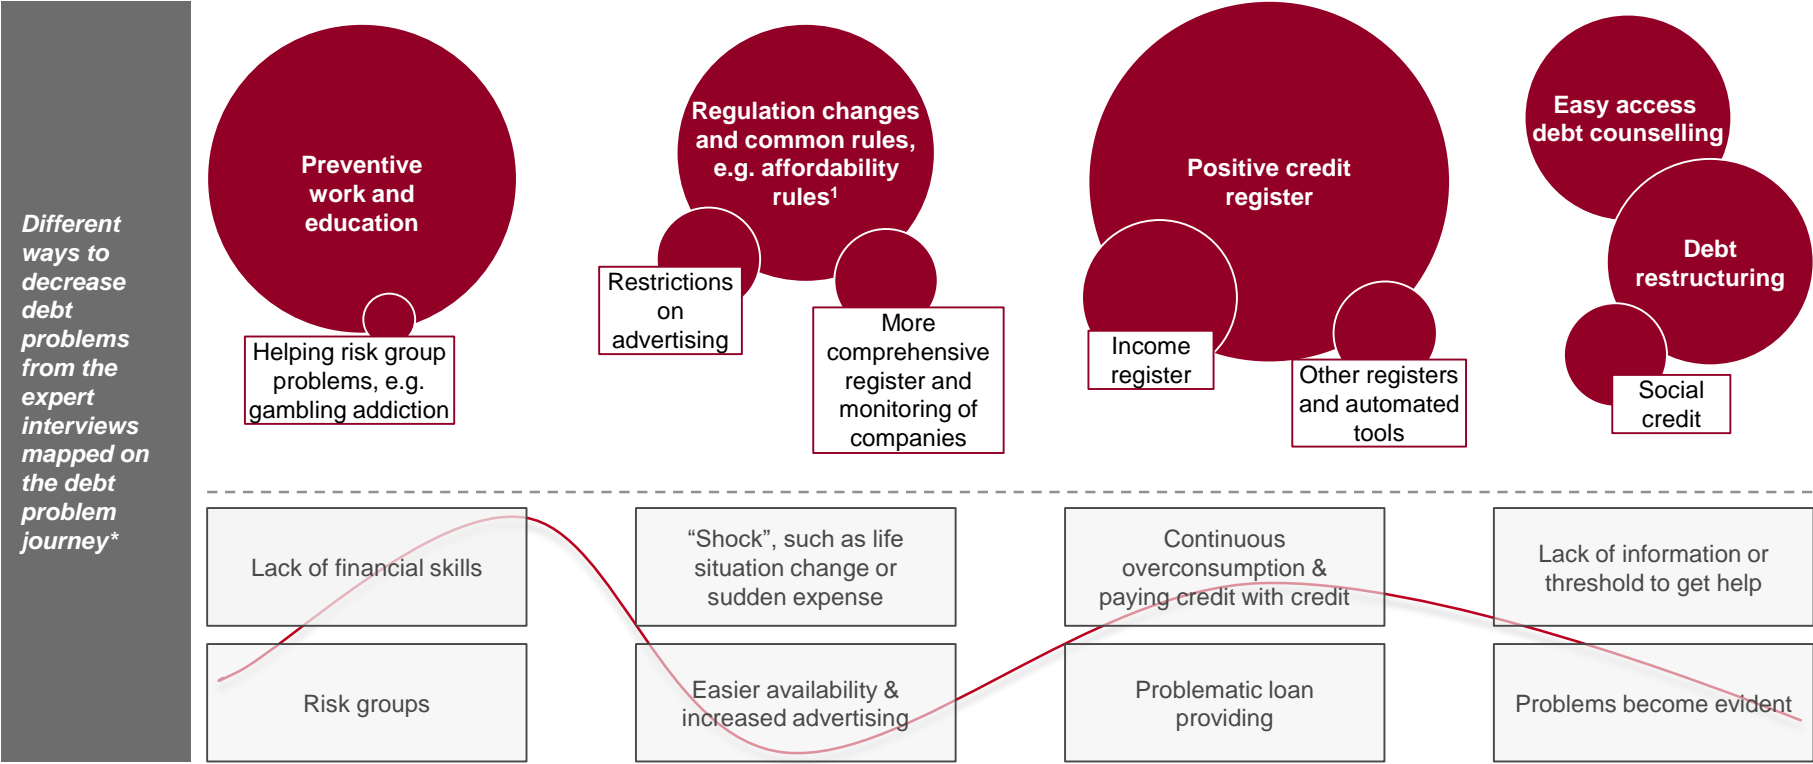 Different
ways to
decrease
debt
problems
from the
expert
interviews
mapped on
the debt
problem
journey*
Preventive
work and
education
Helping risk group
problems, e.g.
gambling addiction
Regulation changes
and common rules,
e.g. affordability
rules¹
Restrictions
on
advertising
More
comprehensive
register and
monitoring of
companies
Positive credit
register
Income
register
Other registers
and automated
tools
Easy access
debt counselling
Debt
restructuring
Social
credit
Lack of financial skills
“Shock”, such as life
situation change or
sudden expense
Continuous
overconsumption &
paying credit with credit
Lack of information or
threshold to get help
Risk groups
Easier availability &
increased advertising
Problematic loan
providing
Problems become evident